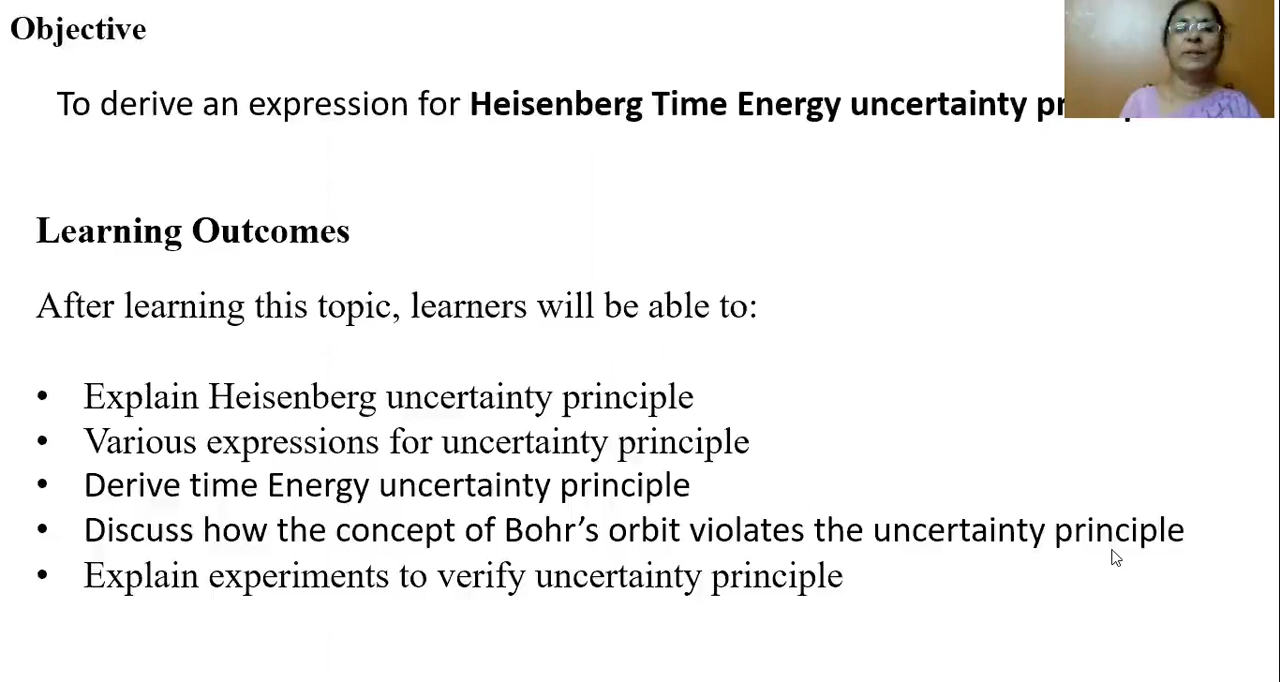 Objective
To derive an expression for Heisenberg Time Energy uncertainty
Learning Outcomes
After learning this topic, learners will be able to:
• Explain Heisenberg uncertainty principle
• Various expressions for uncertainty principle
• Derive time Energy uncertainty principle
• Discuss how the concept of Bohr’s orbit violates the uncertainty principle
• Explain experiments to verify uncertainty principle